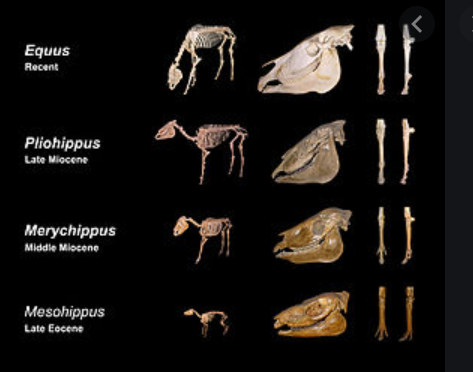 Equus
Recent
Pliohippus
Late Miocene
Merychippus
Middle Miocene
Mesohippus
Late Eocene